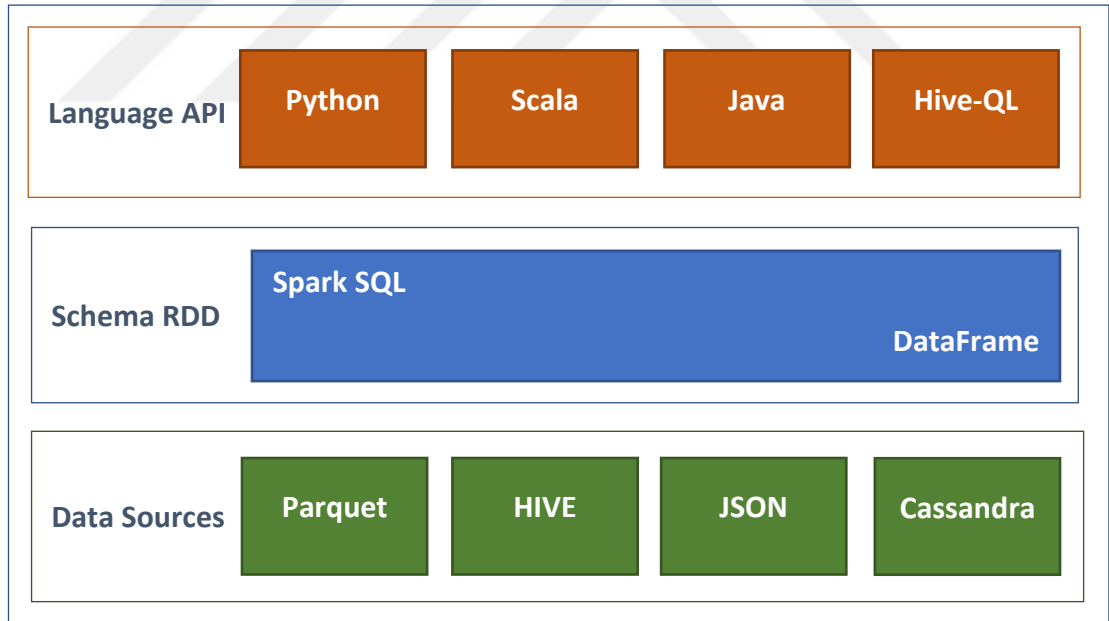 Language API
Python
Scala
Java
Hive-QL
Schema RDD
Spark SQL
DataFrame
Data Sources
Parquet
HIVE
JSON
Cassandra